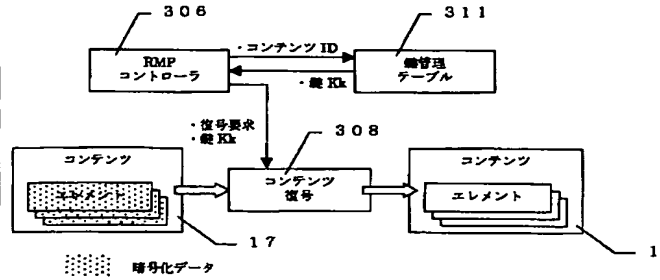 306
311
RMP
コントローラ
・コンテンツ ID
・鍵 Kk
鍵管理
テーブル
・復号要求
・鍵 Kk
308
コンテンツ
エレメント
17
コンテンツ
復号
コンテンツ
エレメント
1
暗号化データ